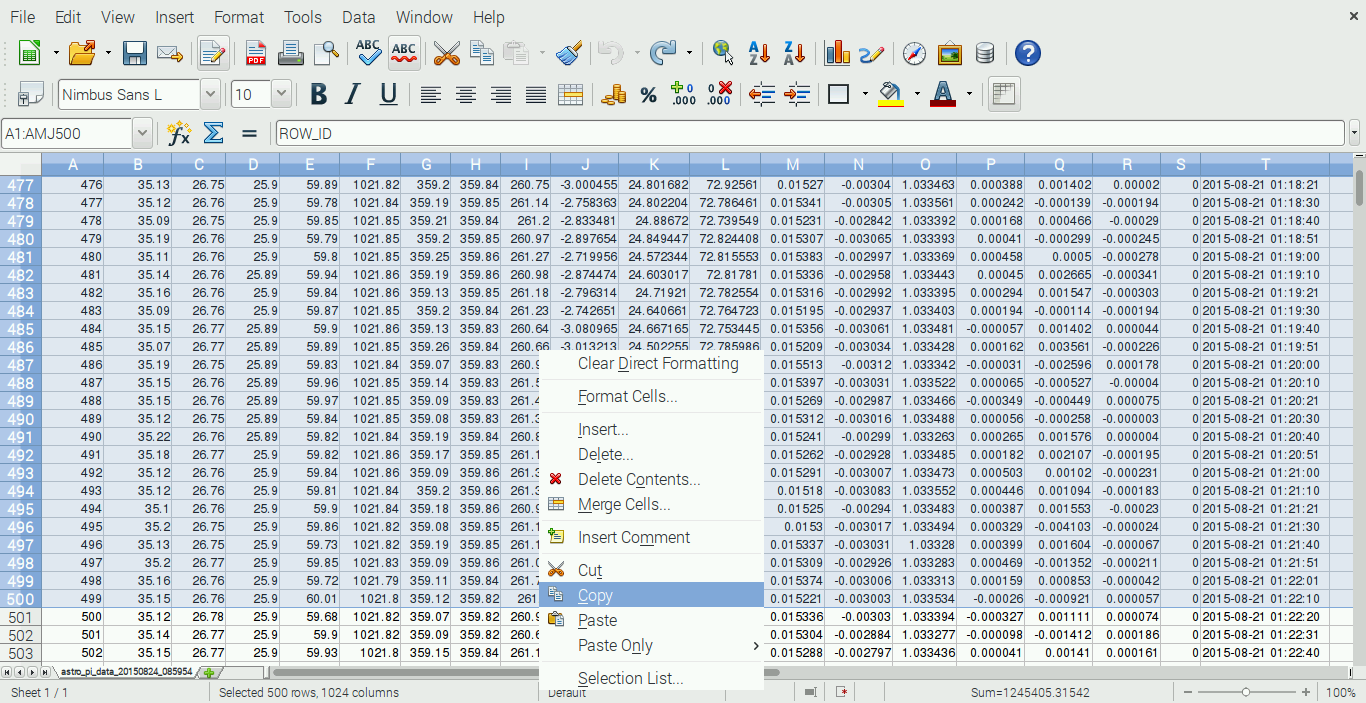 File Edit View Insert Format Tools Data Window Help
ABC ABC
PDF
A Z Z A
Nimbus Sans L 10 B I U % .000 .000 A
A1:AMJ500 fx Σ = ROW_ID
A B C D E F G H I J K L M N O P Q R S T
477 476 35.13 26.75 25.9 59.89 1021.82 359.2 359.84 260.75 -3.000455 24.801682 72.92561 0.01527 -0.00304 1.033463 0.000388 0.001402 0.00002 0 2015-08-21 01:18:21
478 477 35.12 26.76 25.9 59.78 1021.84 359.19 359.85 261.14 -2.758363 24.802204 72.786461 0.015341 -0.00305 1.033561 0.000242 -0.000139 -0.000194 0 2015-08-21 01:18:30
479 478 35.09 26.75 25.9 59.85 1021.85 359.21 359.84 261.2 -2.833481 24.88672 72.739549 0.015231 -0.002842 1.033392 0.000168 0.000466 -0.00029 0 2015-08-21 01:18:40
480 479 35.19 26.76 25.9 59.79 1021.85 359.2 359.85 260.97 -2.897654 24.849447 72.824408 0.015307 -0.003065 1.033393 0.00041 -0.000299 -0.000245 0 2015-08-21 01:18:51
481 480 35.11 26.76 25.9 59.8 1021.85 359.25 359.86 261.27 -2.719956 24.572344 72.815553 0.015383 -0.002997 1.033369 0.000458 0.0005 -0.000278 0 2015-08-21 01:19:00
482 481 35.14 26.76 25.89 59.94 1021.86 359.19 359.86 260.98 -2.874474 24.603017 72.81781 0.015336 -0.002958 1.033443 0.00045 0.002665 -0.000341 0 2015-08-21 01:19:10
483 482 35.16 26.76 25.9 59.84 1021.86 359.13 359.85 261.18 -2.796314 24.71921 72.782554 0.015316 -0.002992 1.033395 0.000294 0.001547 -0.000303 0 2015-08-21 01:19:21
484 483 35.09 26.76 25.9 59.87 1021.85 359.2 359.84 261.23 -2.742651 24.640661 72.764723 0.015195 -0.002937 1.033403 0.000194 -0.000114 -0.000194 0 2015-08-21 01:19:30
485 484 35.15 26.77 25.89 59.9 1021.86 359.13 359.83 260.64 -3.080965 24.667165 72.753445 0.015356 -0.003061 1.033481 -0.000057 0.001402 0.000044 0 2015-08-21 01:19:40
486 485 35.07 26.77 25.89 59.89 1021.85 359.26 359.84 260.66 -3.013213 24.502255 72.785986 0.015209 -0.003034 1.033428 0.000162 0.003561 -0.000226 0 2015-08-21 01:19:51
487 486 35.19 26.75 25.89 59.83 1021.84 359.07 359.83 260.9 0.015513 -0.00312 1.033342 -0.000031 -0.002596 0.000178 0 2015-08-21 01:20:00
488 487 35.15 26.76 25.89 59.96 1021.85 359.14 359.83 261.5 0.015397 -0.003031 1.033522 0.000065 -0.000527 -0.00004 0 2015-08-21 01:20:10
489 488 35.15 26.76 25.89 59.97 1021.85 359.09 359.83 261.4 0.015269 -0.002987 1.033466 -0.000349 -0.000449 0.000075 0 2015-08-21 01:20:21
490 489 35.12 26.75 25.89 59.84 1021.85 359.08 359.83 261.3 0.015312 -0.003016 1.033488 0.000056 -0.000258 -0.000003 0 2015-08-21 01:20:30
491 490 35.22 26.76 25.89 59.82 1021.84 359.19 359.84 260.8 0.015241 -0.00299 1.033263 0.000265 0.001576 0.000004 0 2015-08-21 01:20:40
492 491 35.18 26.77 25.9 59.82 1021.86 359.17 359.85 261.1 0.015262 -0.002928 1.033485 0.000182 0.002107 -0.000195 0 2015-08-21 01:20:51
493 492 35.12 26.76 25.9 59.84 1021.86 359.09 359.86 261.3 0.015291 -0.003007 1.033473 0.000503 0.00102 -0.000231 0 2015-08-21 01:21:00
494 493 35.12 26.76 25.9 59.81 1021.84 359.2 359.86 261.3 0.01518 -0.003083 1.033552 0.000446 0.001094 -0.000183 0 2015-08-21 01:21:10
495 494 35.1 26.76 25.9 59.9 1021.84 359.18 359.86 260.9 0.01525 -0.00294 1.033483 0.000387 0.001553 -0.00023 0 2015-08-21 01:21:21
496 495 35.2 26.75 25.9 59.86 1021.82 359.08 359.85 261.1 0.0153 -0.003017 1.033494 0.000329 -0.004103 -0.000024 0 2015-08-21 01:21:30
497 496 35.13 26.75 25.9 59.73 1021.82 359.19 359.85 261.1 0.015337 -0.003031 1.03328 0.000399 0.001604 -0.000067 0 2015-08-21 01:21:40
498 497 35.2 26.77 25.9 59.85 1021.83 359.09 359.86 261.0 0.015309 -0.002926 1.033283 0.000469 -0.001352 -0.000211 0 2015-08-21 01:21:51
499 498 35.16 26.76 25.9 59.72 1021.79 359.11 359.84 261.7 0.015374 -0.003006 1.033313 0.000159 0.000853 -0.000042 0 2015-08-21 01:22:01
500 499 35.15 26.76 25.9 60.01 1021.8 359.12 359.82 261 0.015221 -0.003003 1.033534 -0.00026 -0.000921 0.000057 0 2015-08-21 01:22:10
501 500 35.12 26.78 25.9 59.68 1021.82 359.07 359.82 260.9 0.015336 -0.00303 1.033394 -0.000327 0.001111 0.000074 0 2015-08-21 01:22:20
502 501 35.14 26.77 25.9 59.9 1021.82 359.09 359.82 260.6 0.015304 -0.002884 1.033277 -0.000098 -0.001412 0.000186 0 2015-08-21 01:22:31
503 502 35.15 26.77 25.9 59.93 1021.8 359.15 359.84 261.1 0.015288 -0.002797 1.033436 0.000041 0.00141 0.000161 0 2015-08-21 01:22:40
Clear Direct Formatting
Format Cells...
Insert...
Delete...
Delete Contents...
Merge Cells...
Insert Comment
Cut
Copy
Paste
Paste Only
Selection List...
astro_pi_data_20150824_085954
Sheet 1 / 1 Selected 500 rows, 1024 columns Default Sum=1245405.31542 100%